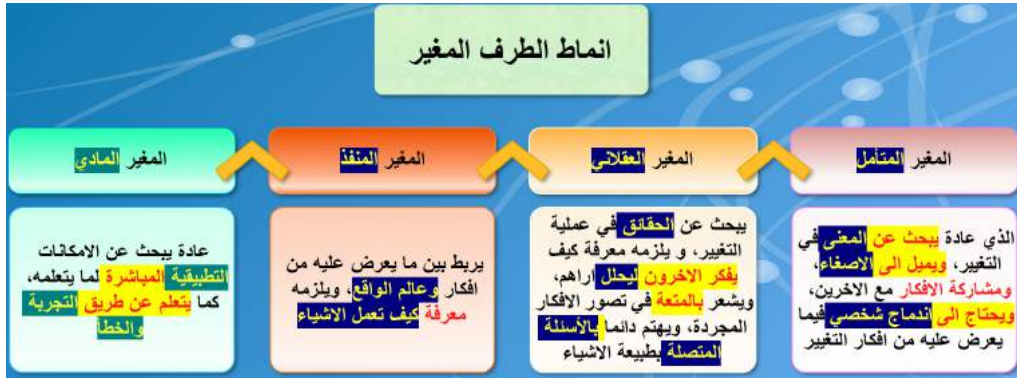 انماط الطرف المغير
المغير المتأمل
المغير العقلاني
المغير المنفذ
المغير المادي
الذي عادة يبحث عن المعنى في
التغيير، ويميل الى الاصغاء،
ومشاركة الافكار مع الاخرين،
ويحتاج الى اندماج شخصي فيما
يعرض عليه من افكار التغيير
يبحث عن الحقائق في عملية
التغيير، و يلزمه معرفة كيف
يفكر الاخرون ليحلل اراهم،
ويشعر بالمتعة في تصور الافكار
المجردة، ويهتم دائما بالأسئلة
المتصلة بطبيعة الاشياء
يربط بين ما يعرض عليه من
افكار وعالم الواقع، ويلزمه
معرفة كيف تعمل الاشياء
عادة يبحث عن الامكانات
التطبيقية المباشرة لما يتعلمه،
كما يتعلم عن طريق التجربة
والخطأ